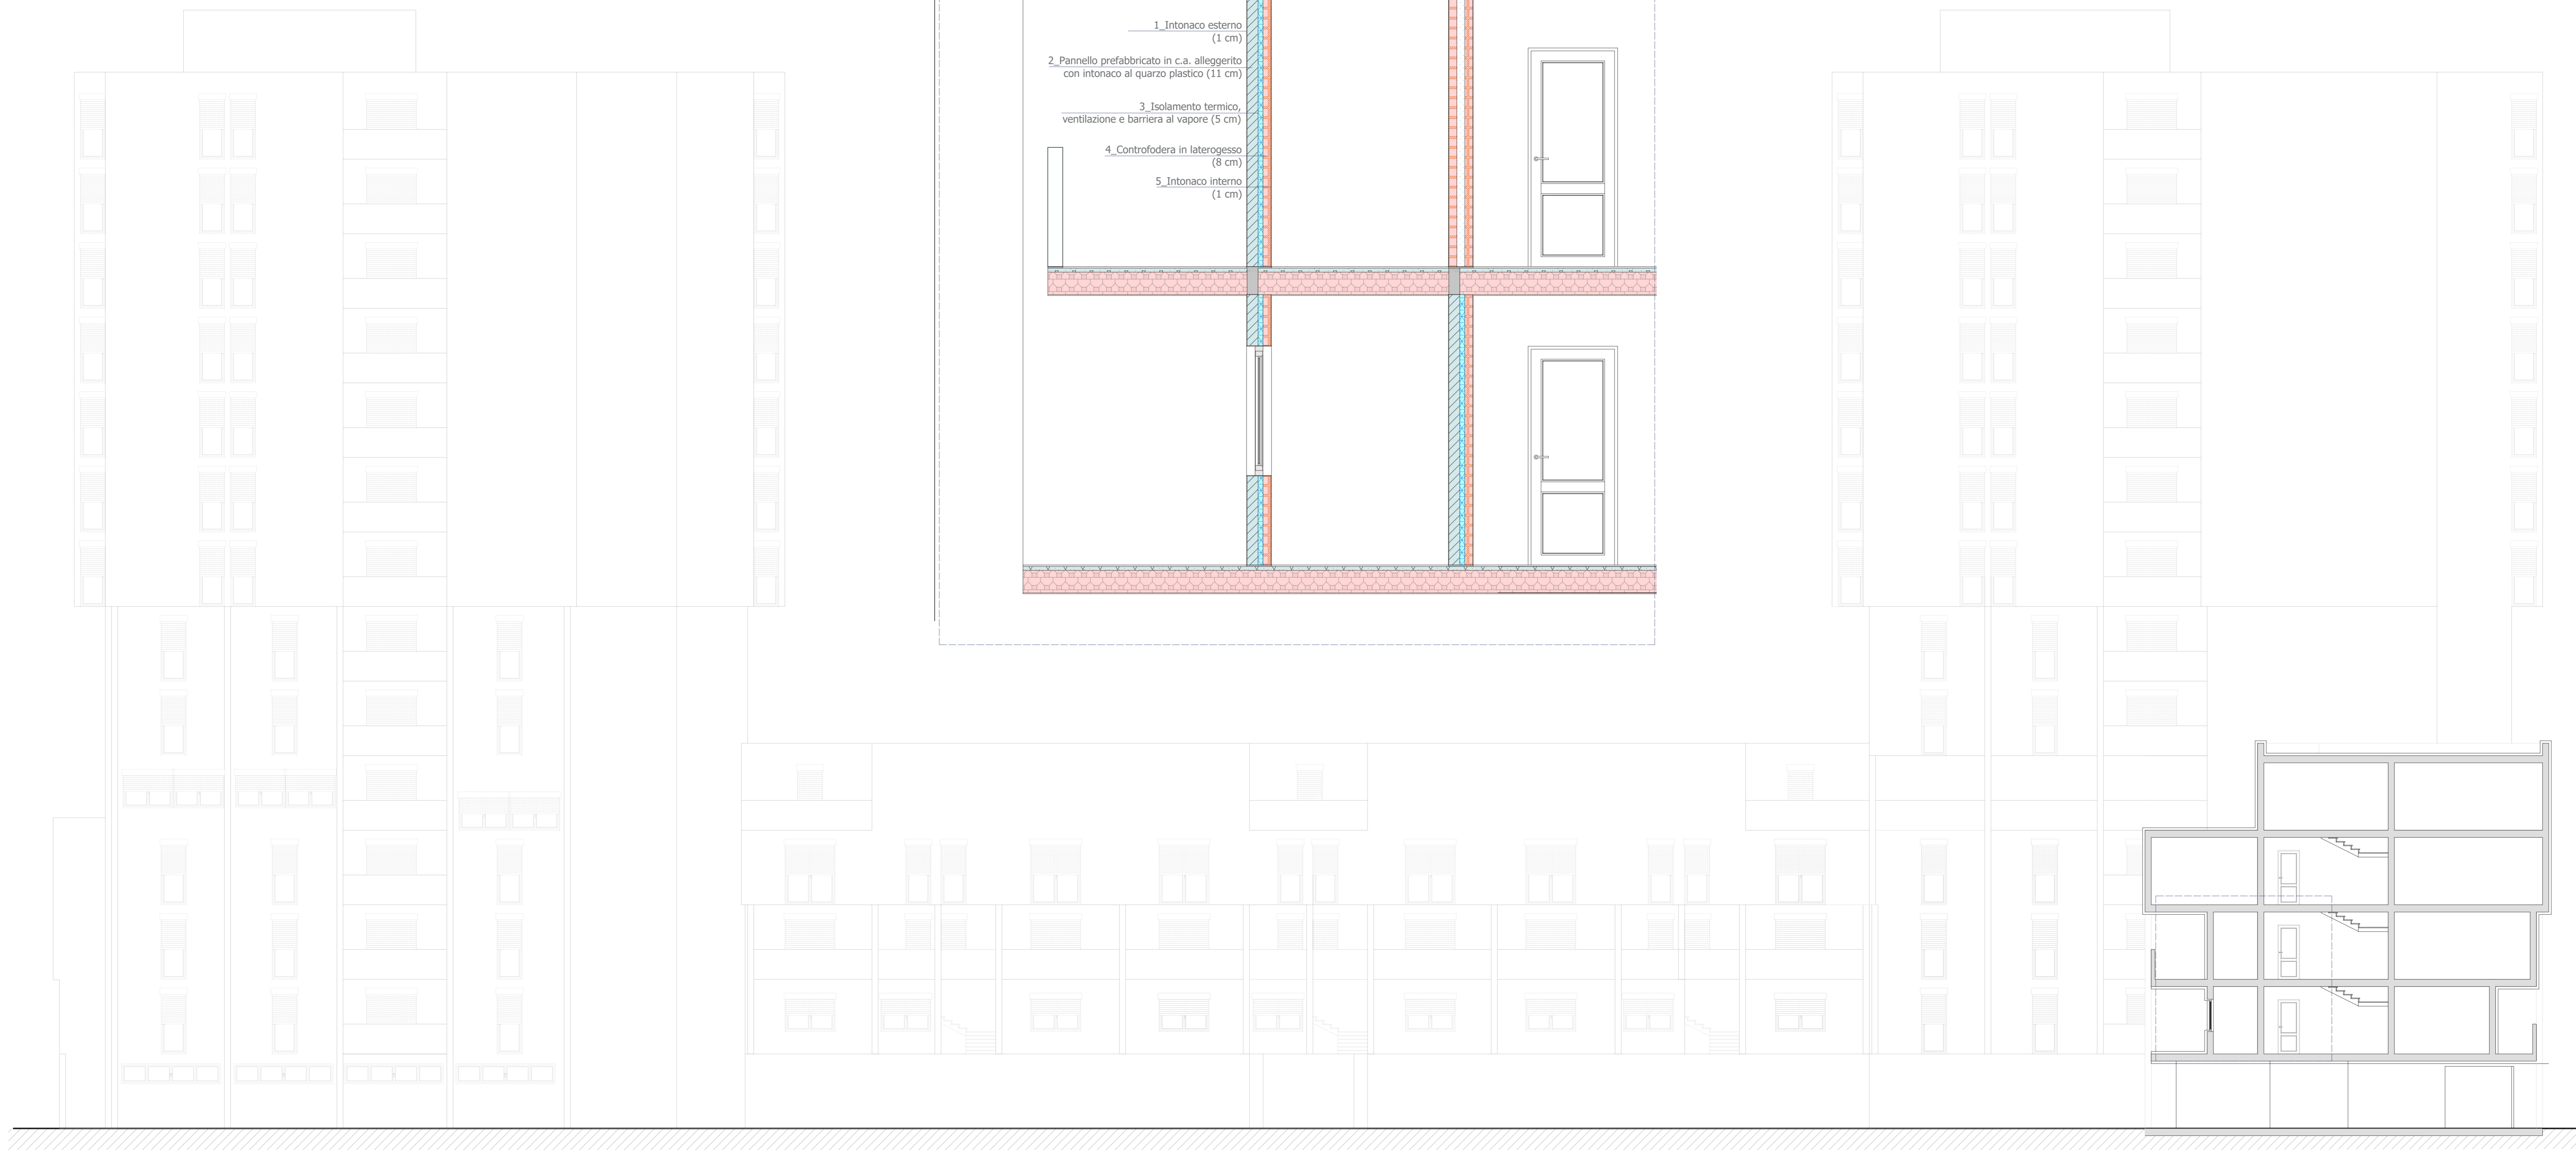 1_Intonaco esterno
(1 cm)
2_Pannello prefabbricato in c.a. alleggerito
con intonaco al quarzo plastico (11 cm)
3_Isolamento termico,
ventilazione e barriera al vapore (5 cm)
4_Controfodera in laterogesso
(8 cm)
5_Intonaco interno
(1 cm)